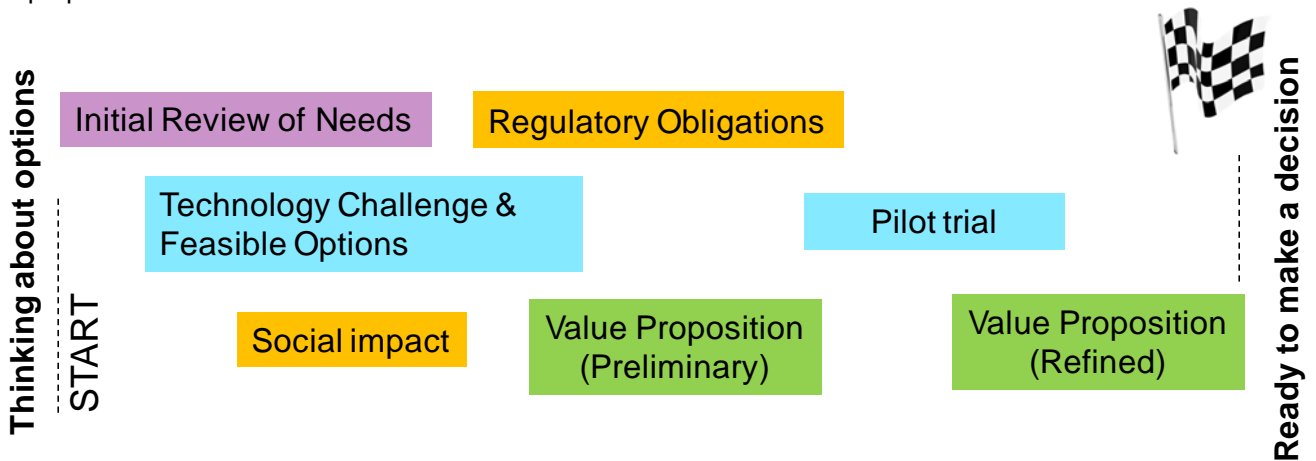 Thinking about options
START
Initial Review of Needs
Regulatory Obligations
Technology Challenge &
Feasible Options
Pilot trial
Social impact
Value Proposition
(Preliminary)
Value Proposition
(Refined)
Ready to make a decision